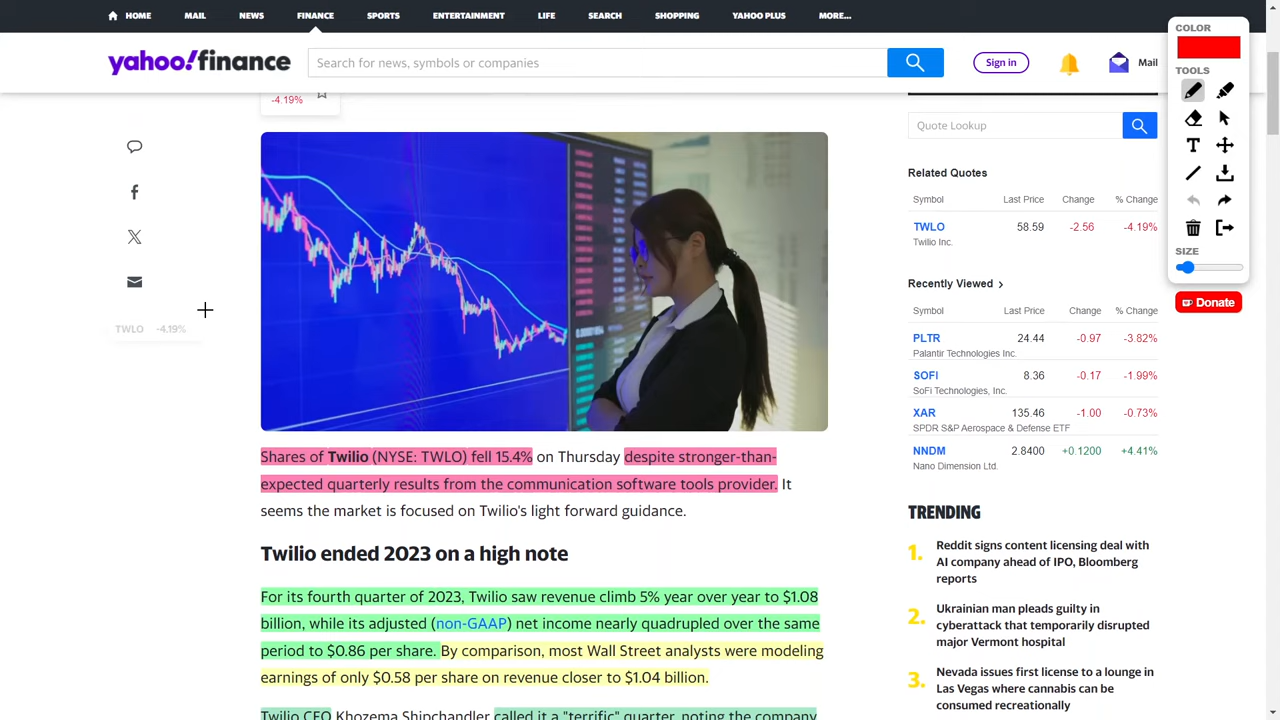 HOME MAIL NEWS FINANCE SPORTS ENTERTAINMENT LIFE SEARCH SHOPPING YAHOO PLUS MORE...
yahoo!finance
Search for news, symbols or companies
Sign in
Mail
-4.19%
TWLO -4.19%
Shares of Twilio (NYSE: TWLO) fell 15.4% on Thursday despite stronger-than-
expected quarterly results from the communication software tools provider. It
seems the market is focused on Twilio's light forward guidance.
Twilio ended 2023 on a high note
For its fourth quarter of 2023, Twilio saw revenue climb 5% year over year to $1.08
billion, while its adjusted (non-GAAP) net income nearly quadrupled over the same
period to $0.86 per share. By comparison, most Wall Street analysts were modeling
earnings of only $0.58 per share on revenue closer to $1.04 billion.
Twilio CEO Khozema Shipchandler called it a "terrific" quarter, noting the company
Quote Lookup
Related Quotes
Symbol Last Price Change % Change
TWLO 58.59 -2.56 -4.19%
Twilio Inc.
Recently Viewed
Symbol Last Price Change % Change
PLTR 24.44 -0.97 -3.82%
Palantir Technologies Inc.
SOFI 8.36 -0.17 -1.99%
SoFi Technologies, Inc.
XAR 135.46 -1.00 -0.73%
SPDR S&P Aerospace & Defense ETF
NNDM 2.8400 +0.1200 +4.41%
Nano Dimension Ltd.
TRENDING
1. Reddit signs content licensing deal with
AI company ahead of IPO, Bloomberg
reports
2. Ukrainian man pleads guilty in
cyberattack that temporarily disrupted
major Vermont hospital
3. Nevada issues first license to a lounge in
Las Vegas where cannabis can be
consumed recreationally
COLOR
TOOLS
T
SIZE
Donate